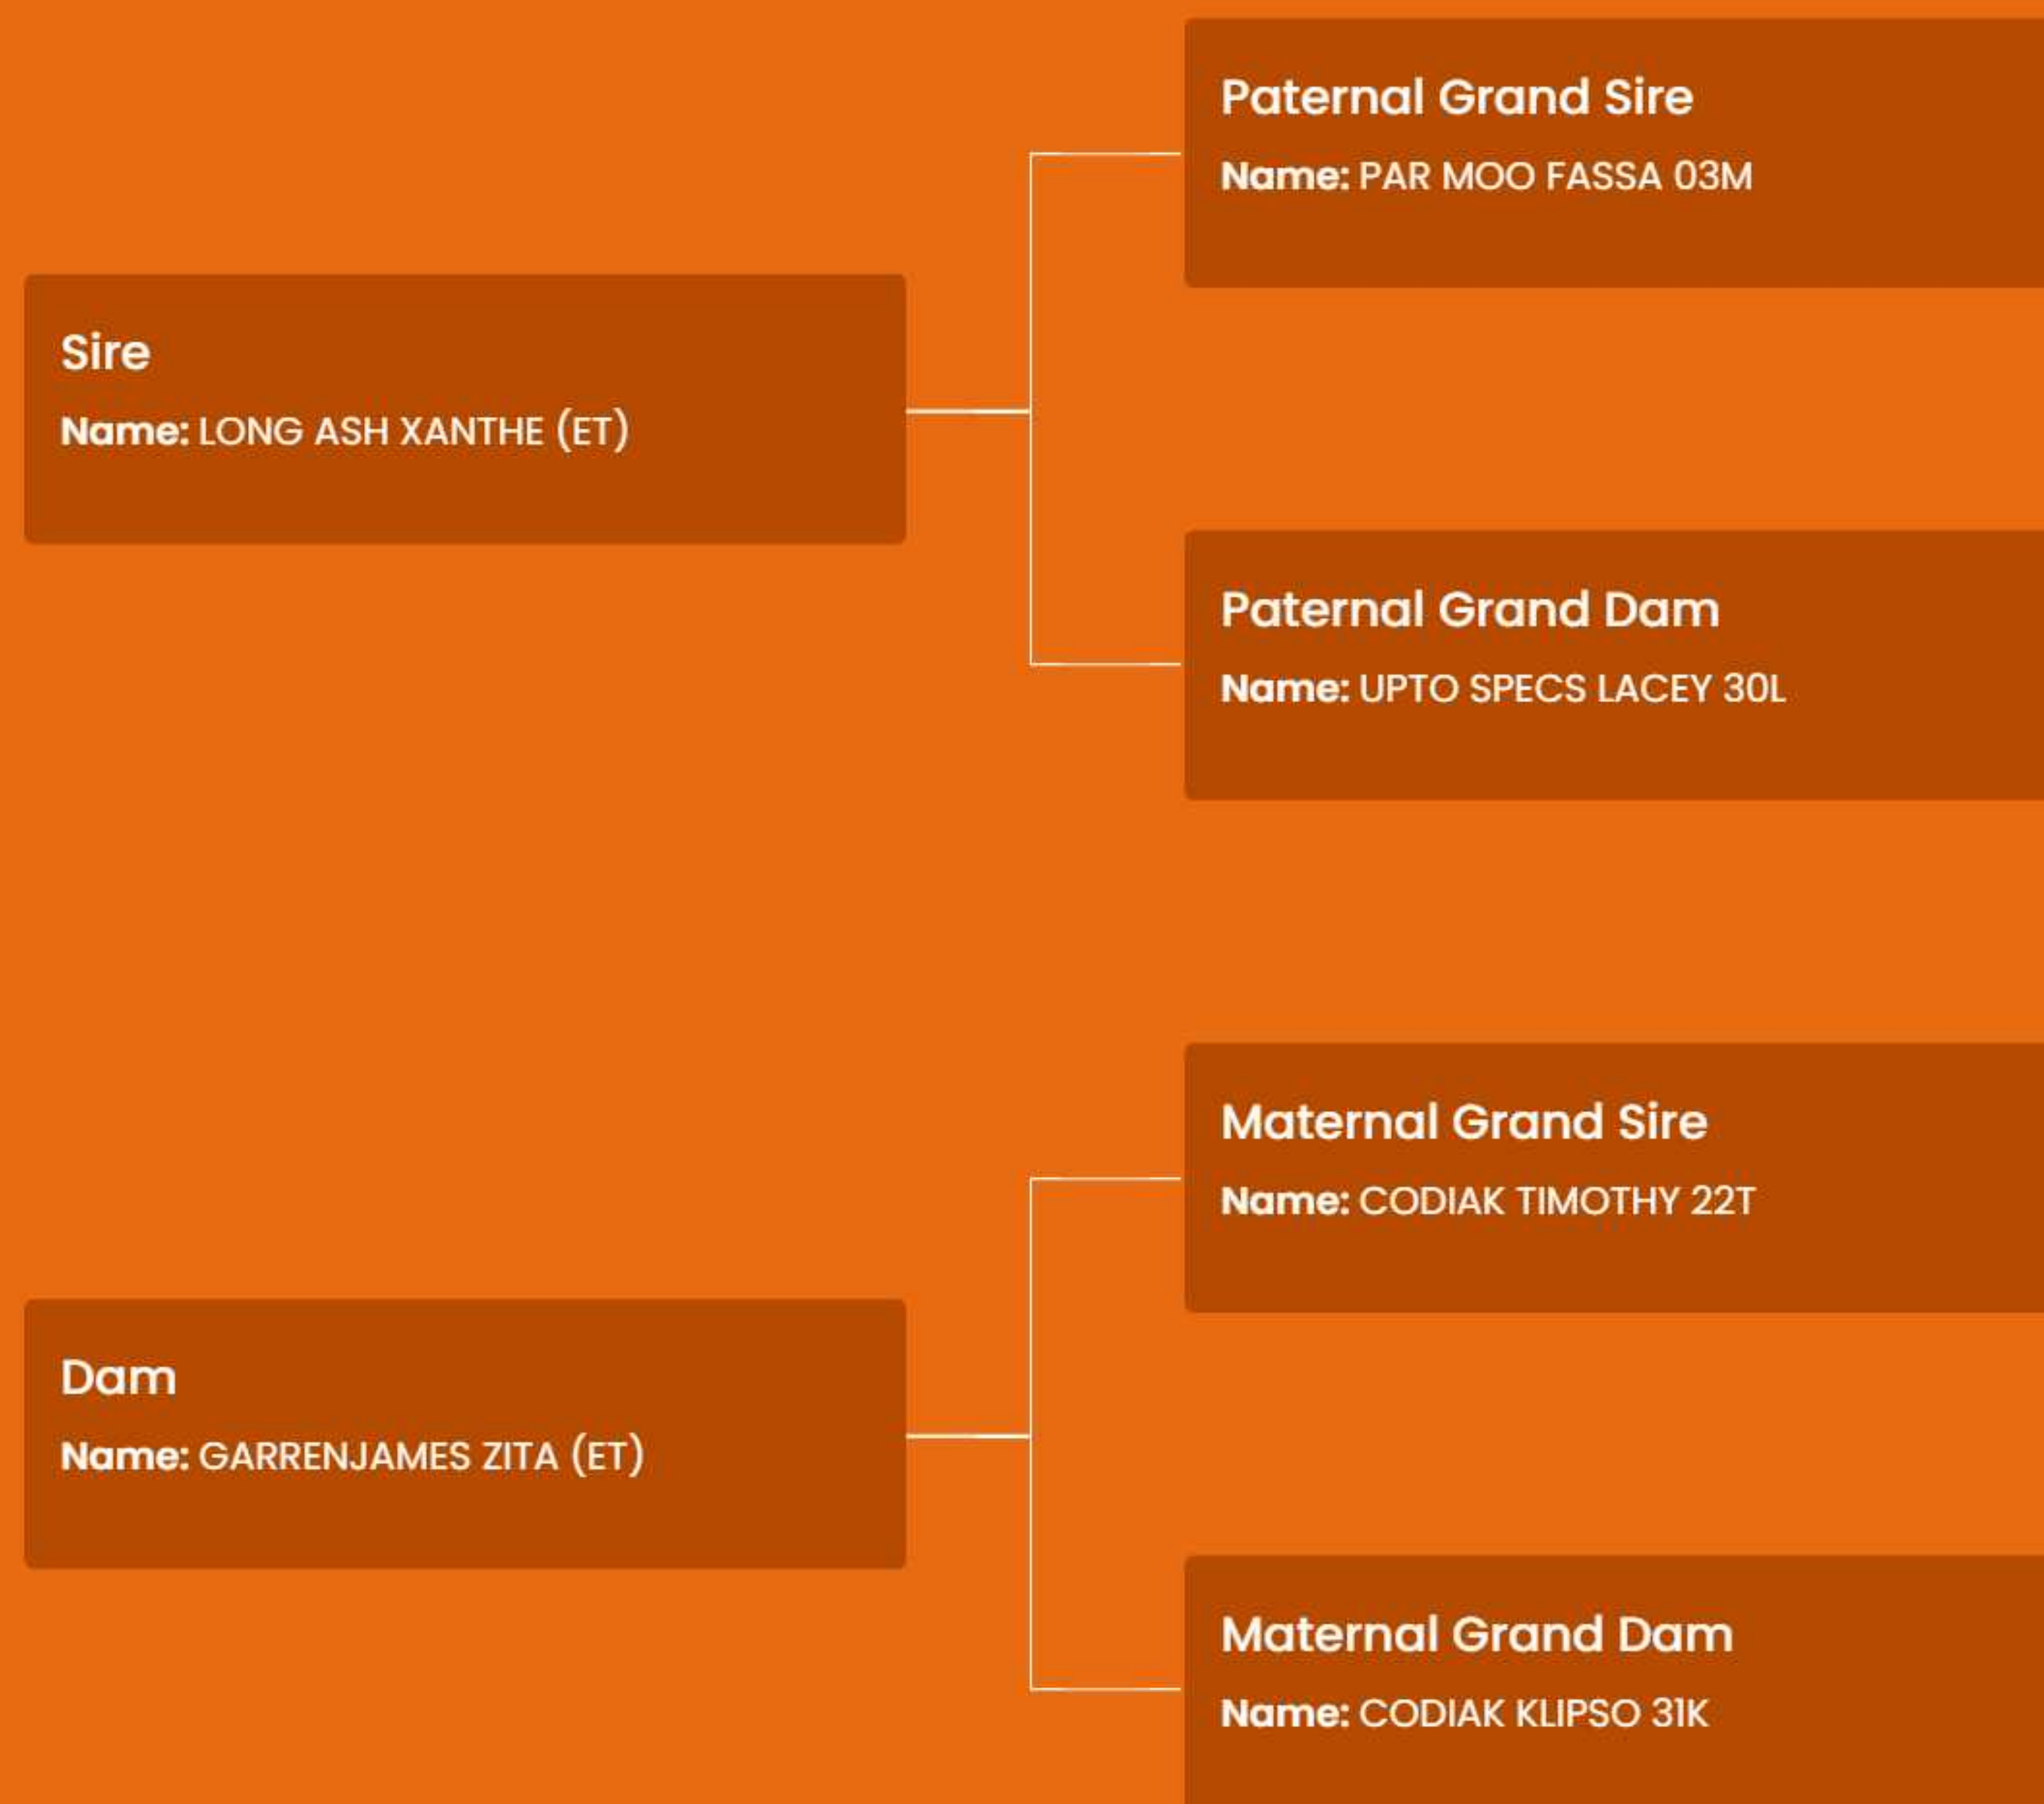 Paternal Grand Sire
Name: PAR MOO FASSA 03M
Sire
Name: LONG ASH XANTHE (ET)
Paternal Grand Dam
Name: UPTO SPECS LACEY 30L
Maternal Grand Sire
Name: CODIAK TIMOTHY 22T
Dam
Name: GARRENJAMES ZITA (ET)
Maternal Grand Dam
Name: CODIAK KLIPSO 31K